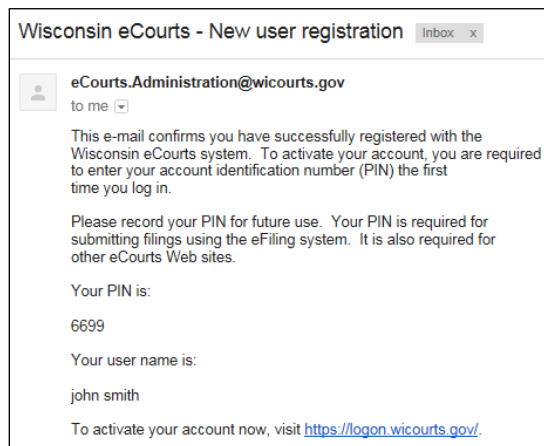 Wisconsin eCourts - New user registration Inbox x
eCourts.Administration@wicourts.gov
to me
This e-mail confirms you have successfully registered with the
Wisconsin eCourts system. To activate your account, you are required
to enter your account identification number (PIN) the first
time you log in.
Please record your PIN for future use. Your PIN is required for
submitting filings using the eFiling system. It is also required for
other eCourts Web sites.
Your PIN is:
6699
Your user name is:
john smith
To activate your account now, visit https://logon.wicourts.gov/.